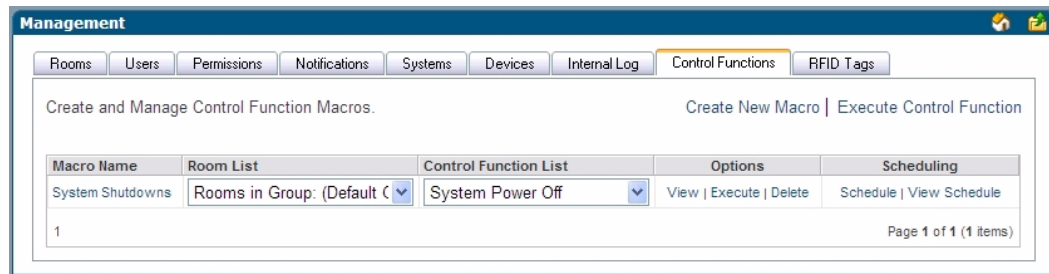 Management
Rooms Users Permissions Notifications Systems Devices Internal Log Control Functions RFID Tags
Create and Manage Control Function Macros. Create New Macro | Execute Control Function
Macro Name Room List Control Function List Options Scheduling
System Shutdowns Rooms in Group: (Default System Power Off View | Execute | Delete Schedule | View Schedule
1 Page 1 of 1 (1 items)